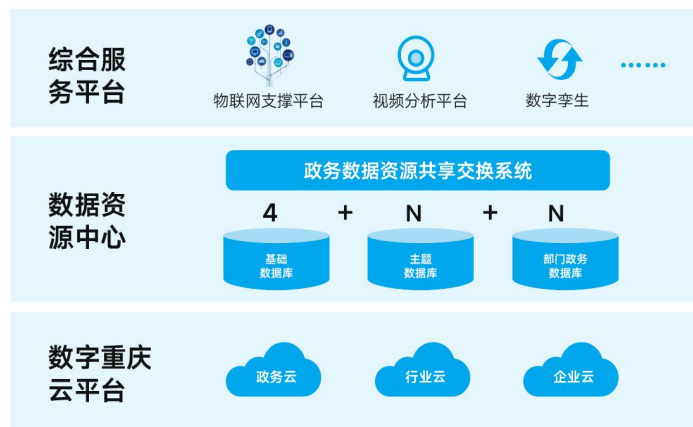 综合服
务平台
物联网支撑平台 视频分析平台 数字孪生 ……
数据资
源中心
政务数据资源共享交换系统
4 + N + N
基础
数据库
主题
数据库
部门政务
数据库
数字重庆
云平台
政务云 行业云 企业云